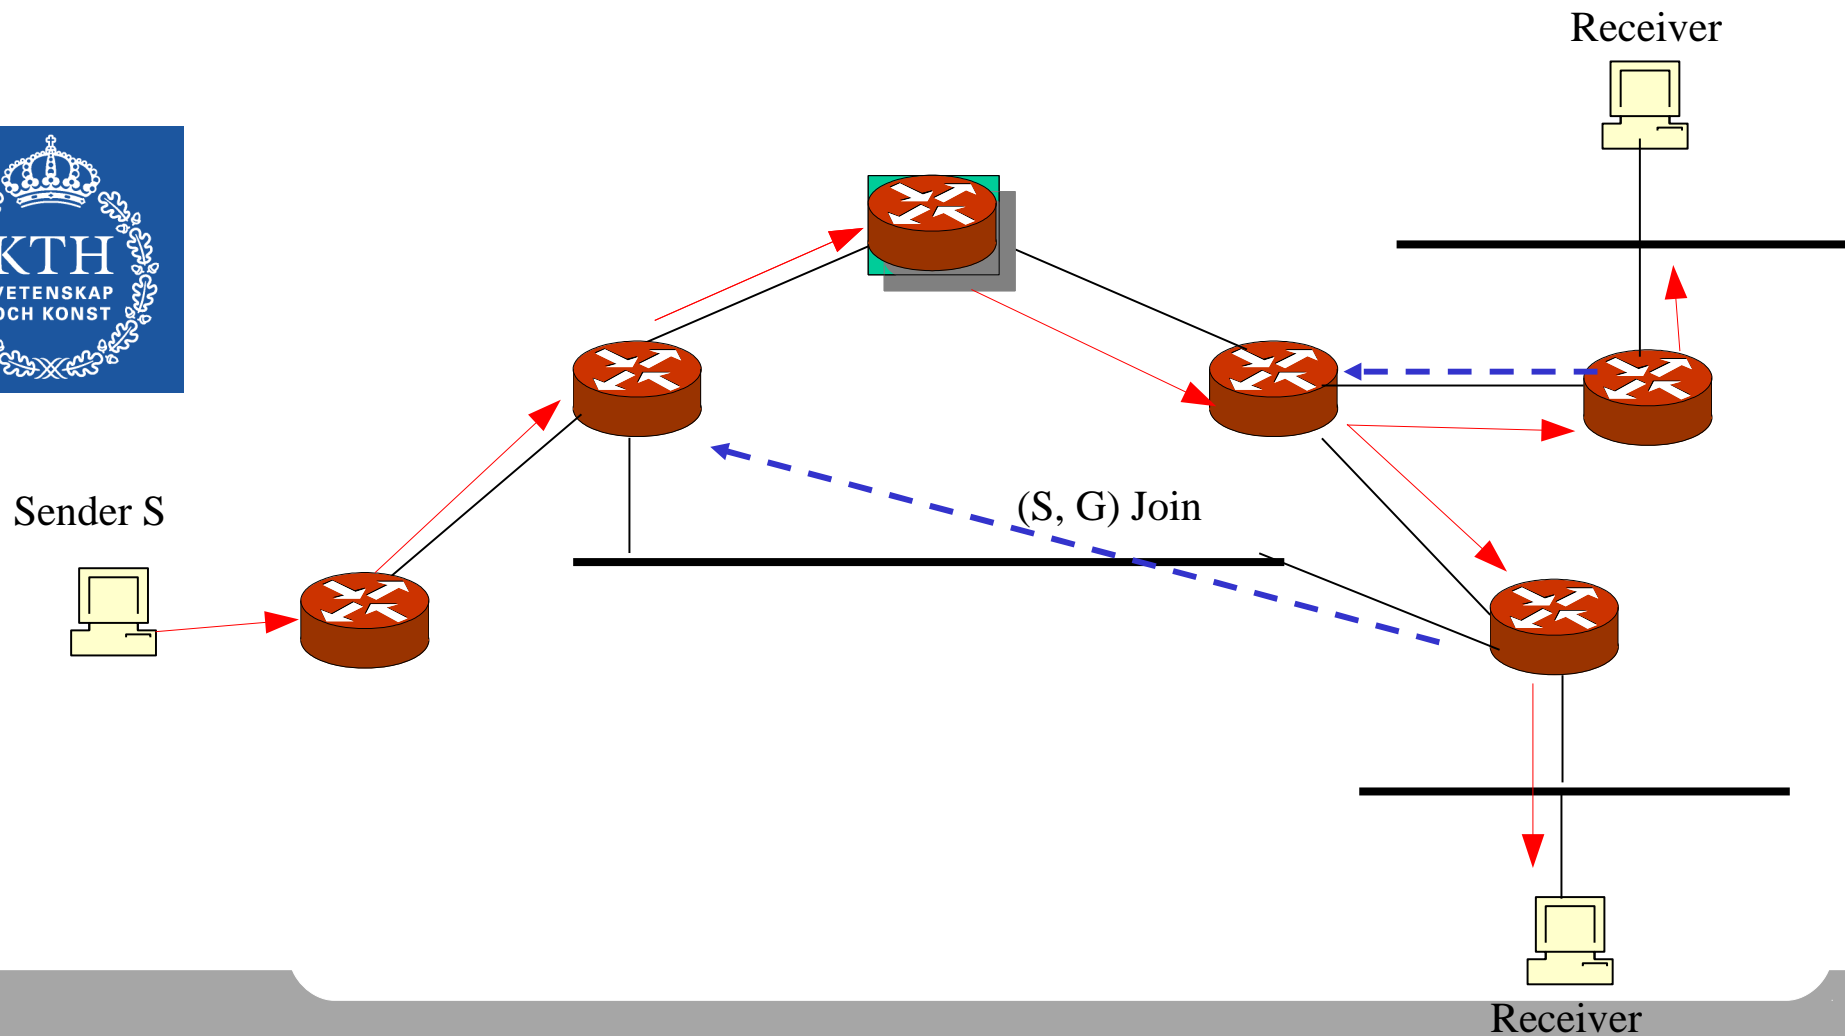 Receiver
KTH
VETENSKAP
OCH KONST
Sender S
(S, G) Join
Receiver